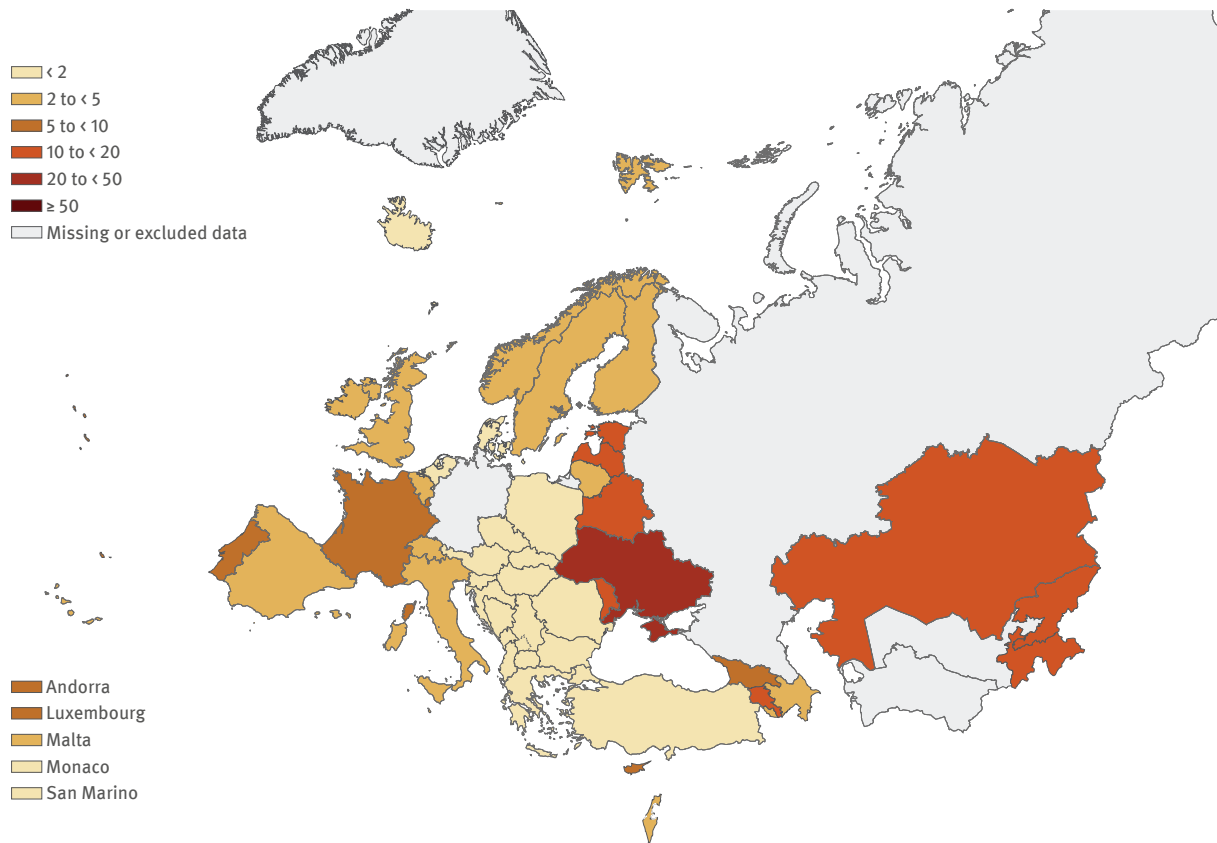 < 2
2 to < 5
5 to < 10
10 to < 20
20 to < 50
≥ 50
Missing or excluded data
Andorra
Luxembourg
Malta
Monaco
San Marino